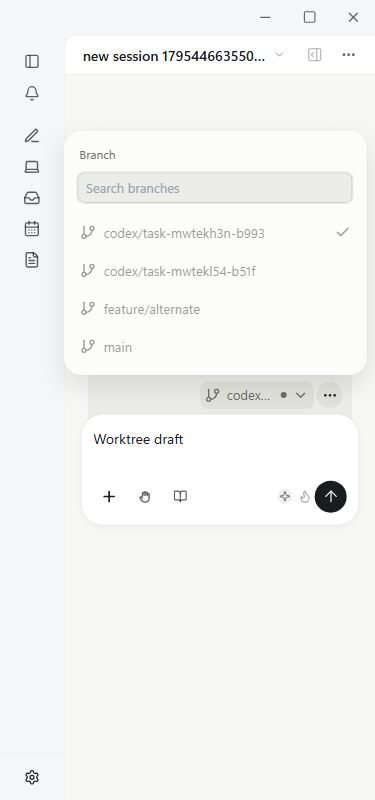 new session 179544663550...
Branch
Search branches
codex/task-mwtekh3n-b993
codex/task-mwtekl54-b51f
feature/alternate
main
codex...
Worktree draft